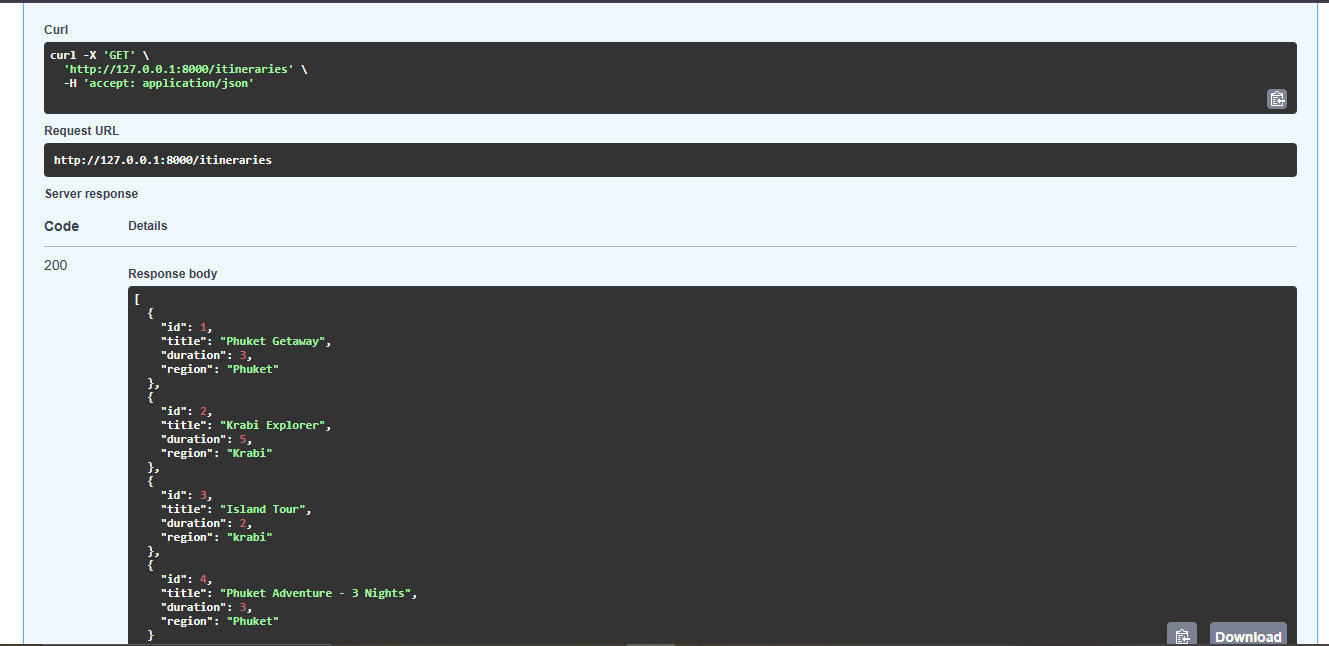 Curl
curl -X 'GET' \
  'http://127.0.0.1:8000/itineraries' \
  -H 'accept: application/json'
Request URL
http://127.0.0.1:8000/itineraries
Server response
Code Details
200
Response body
[
  {
    "id": 1,
    "title": "Phuket Getaway",
    "duration": 3,
    "region": "Phuket"
  },
  {
    "id": 2,
    "title": "Krabi Explorer",
    "duration": 5,
    "region": "Krabi"
  },
  {
    "id": 3,
    "title": "Island Tour",
    "duration": 2,
    "region": "krabi"
  },
  {
    "id": 4,
    "title": "Phuket Adventure - 3 Nights",
    "duration": 3,
    "region": "Phuket"
  }
Download